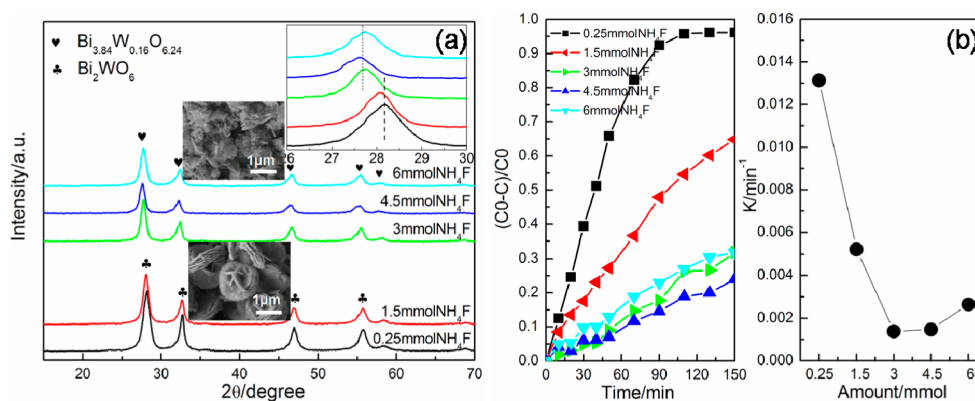 (a)
♥ Bi3.84W0.16O6.24
♣ Bi2WO6
Intensity/a.u.
26 27 28 29 30
1μm
6mmolNH4F
4.5mmolNH4F
3mmolNH4F
1μm
1.5mmolNH4F
0.25mmolNH4F
15 20 30 40 50 60 70
2θ/degree
(C0-C)/C0
1.0
0.9
0.8
0.7
0.6
0.5
0.4
0.3
0.2
0.1
0.0
0.25mmolNH4F
1.5mmolNH4F
3mmolNH4F
4.5mmolNH4F
6mmolNH4F
0 30 60 90 120 150
Time/min
(b)
K/min-1
0.016
0.014
0.012
0.010
0.008
0.006
0.004
0.002
0.000
0.25 1.5 3 4.5 6
Amount/mmol